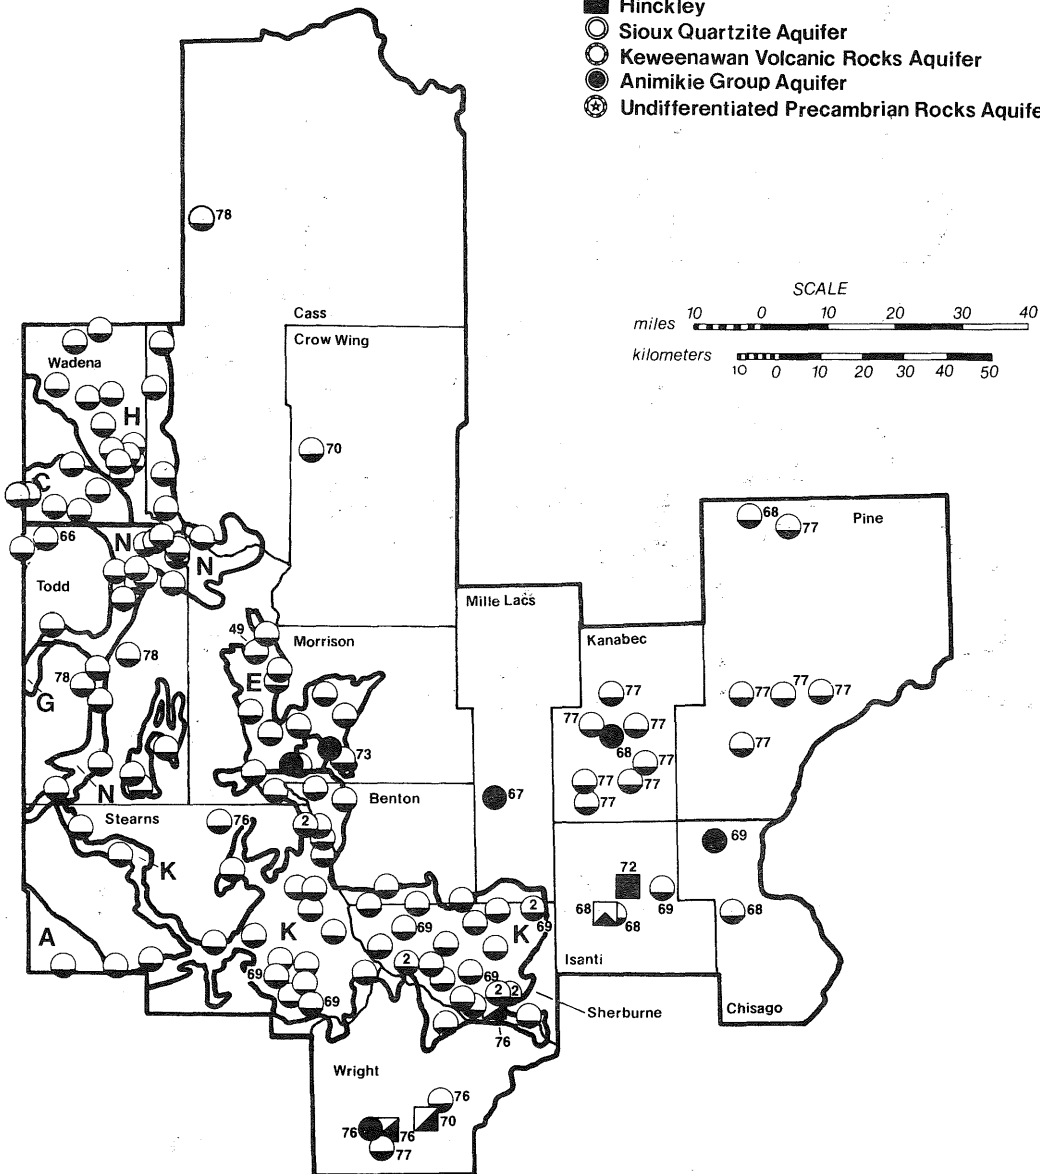 Hinckley
Sioux Quartzite Aquifer
Keweenawan Volcanic Rocks Aquifer
Animikie Group Aquifer
Undifferentiated Precambrian Rocks Aquife
SCALE
miles 10 0 10 20 30 40
kilometers 10 0 10 20 30 40 50
78
Cass
Crow Wing
Wadena
H
70
C
68
77
Pine
66
N
N
Todd
Mille Lacs
49
Morrison
Kanabec
78
78
E
G
77
77
77
77
77
77
68
73
77
77
77
77
77
N
Benton
67
Stearns
76
2
K
69
72
69
68
68
68
2
69
A
K
69
K
2
69
69
2
2
69
Isanti
Sherburne
Chisago
76
Wright
76
70
76
76
77